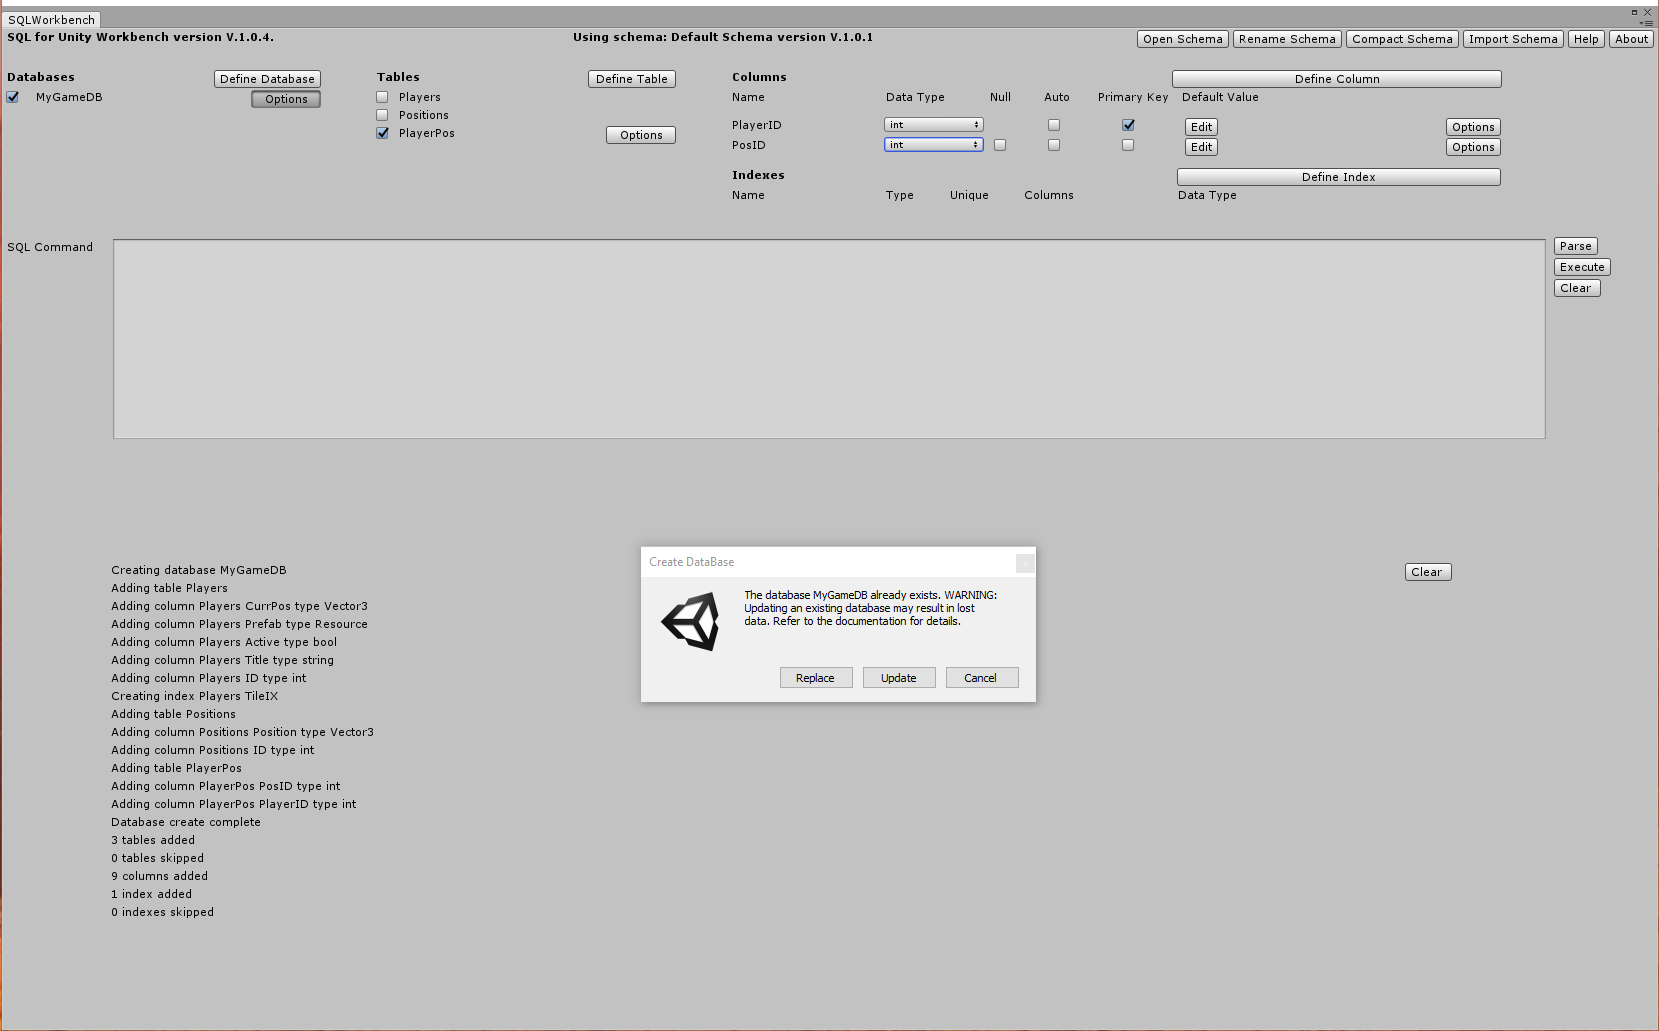 SQLWorkbench
SQL for Unity Workbench version V.1.0.4. Using schema: Default Schema version V.1.0.1 Open Schema Rename Schema Compact Schema Import Schema Help About
Databases Define Database Tables Define Table Columns Define Column
MyGameDB Options Players Name Data Type Null Auto Primary Key Default Value
Positions
PlayerPos Options PlayerID int Edit Options
PosID int Edit Options
Indexes Define Index
Name Type Unique Columns Data Type
SQL Command Parse
Execute
Clear
Create DataBase
The database MyGameDB already exists. WARNING:
Updating an existing database may result in lost
data. Refer to the documentation for details.
Replace Update Cancel
Creating database MyGameDB Clear
Adding table Players
Adding column Players CurrPos type Vector3
Adding column Players Prefab type Resource
Adding column Players Active type bool
Adding column Players Title type string
Adding column Players ID type int
Creating index Players TileIX
Adding table Positions
Adding column Positions Position type Vector3
Adding column Positions ID type int
Adding table PlayerPos
Adding column PlayerPos PosID type int
Adding column PlayerPos PlayerID type int
Database create complete
3 tables added
0 tables skipped
9 columns added
1 index added
0 indexes skipped